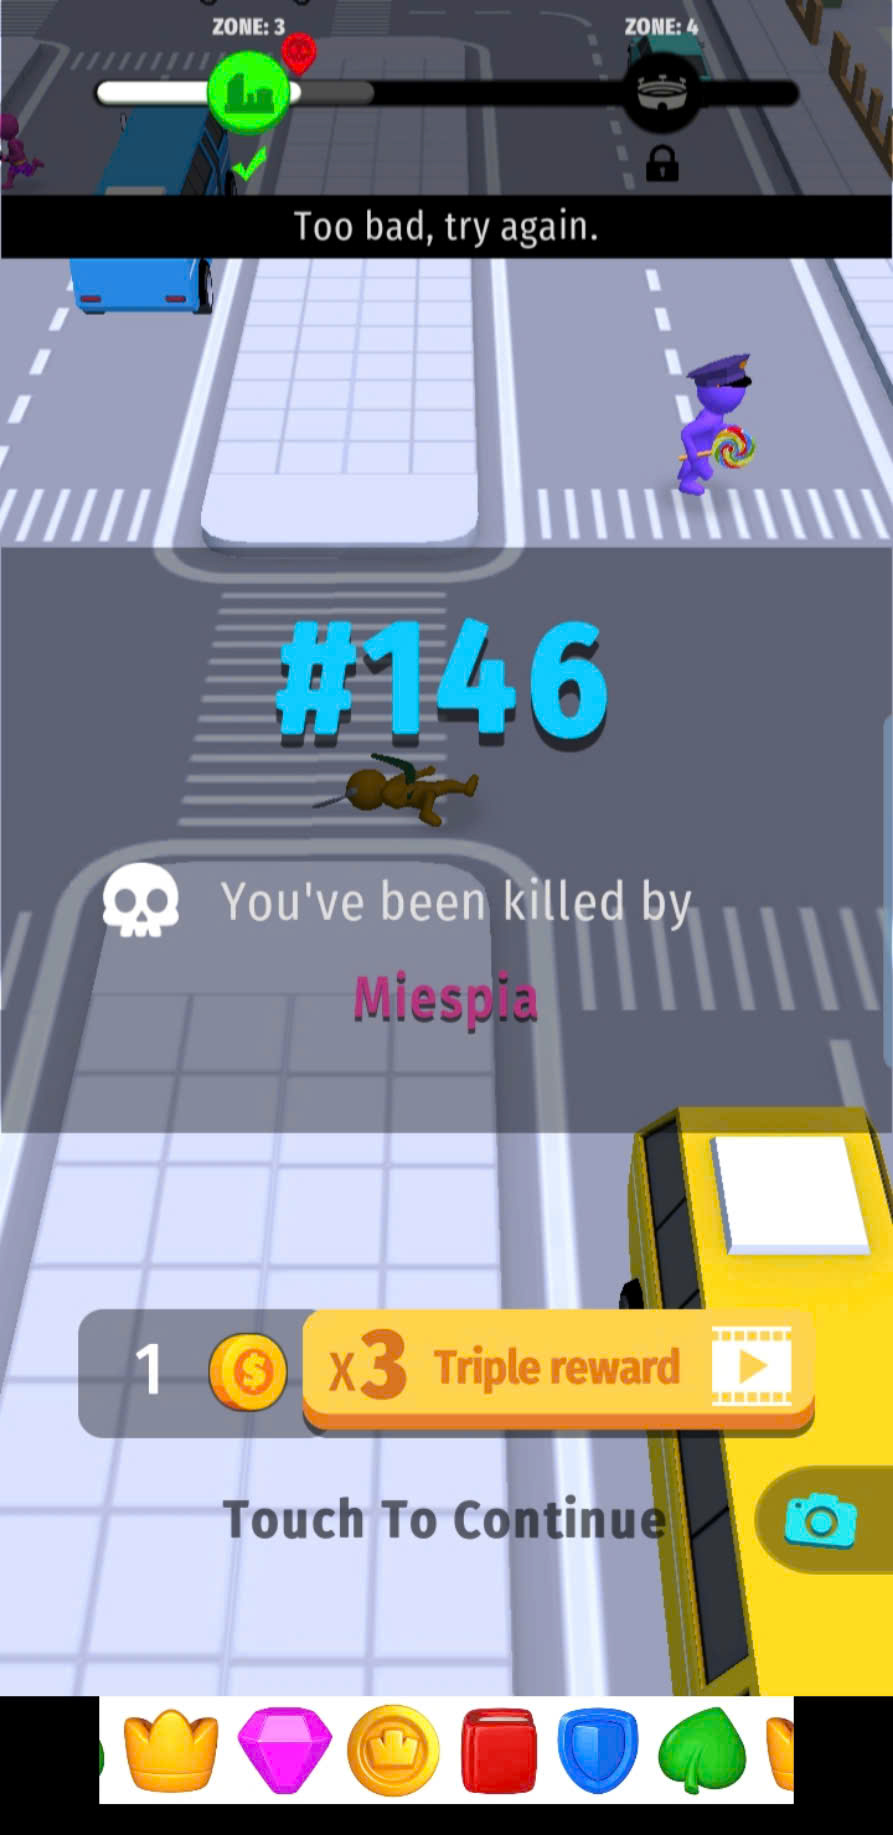 ZONE: 3
ZONE: 4
Too bad, try again.
#146
You've been killed by
Miespia
1
x3 Triple reward
Touch To Continue